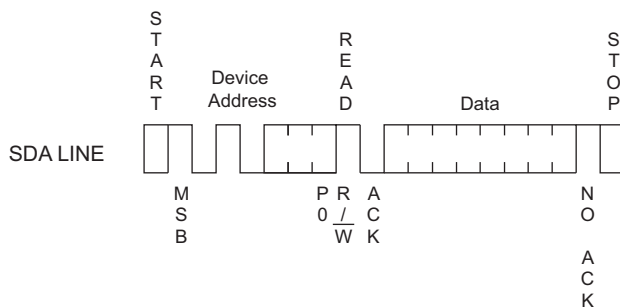 START
Device
Address
READ
Data
STOP
SDA LINE
MSB
P0
R/W
ACK
NO ACK